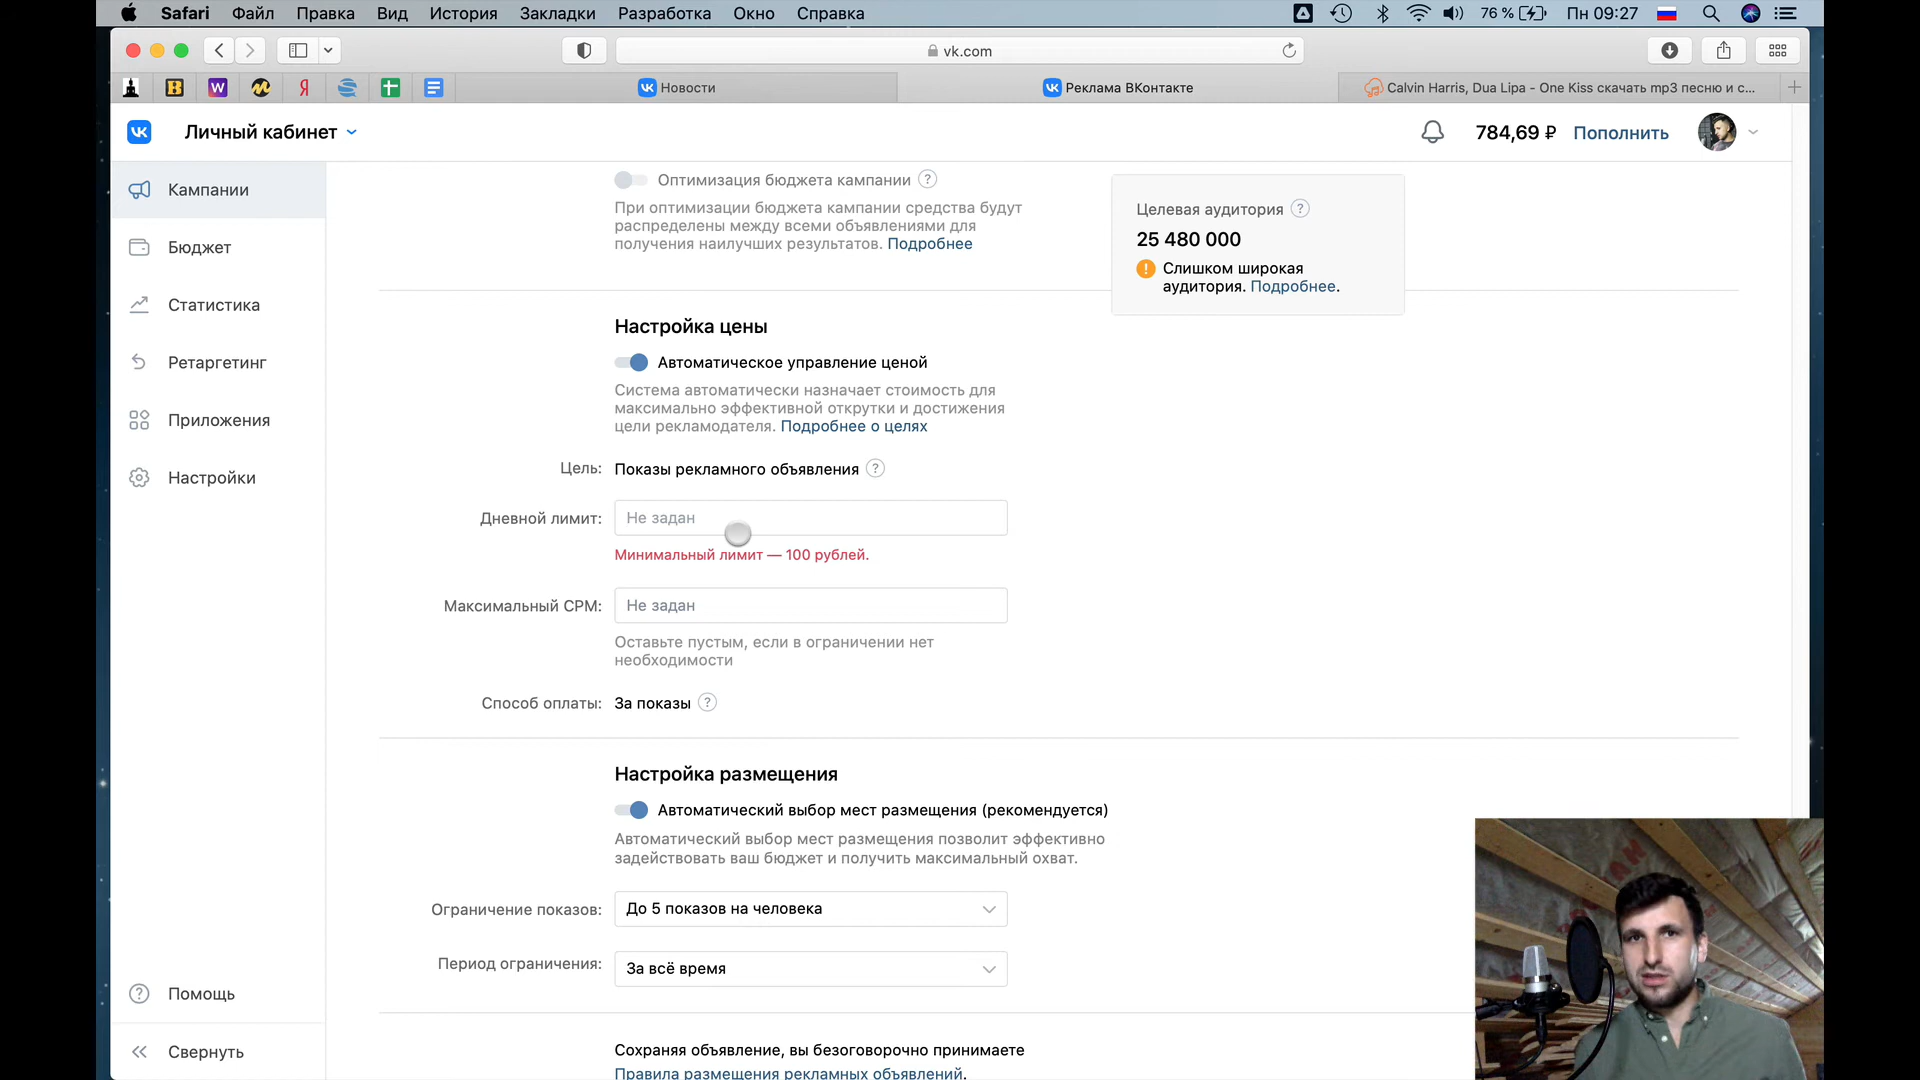 Safari Файл Правка Вид История Закладки Разработка Окно Справка
76 % Пн 09:27
vk.com
Новости
Реклама ВКонтакте
Calvin Harris, Dua Lipa - One Kiss скачать mp3 песню и с...
Личный кабинет
784,69 ₽ Пополнить
Кампании
Бюджет
Статистика
Ретаргетинг
Приложения
Настройки
Помощь
Свернуть
Оптимизация бюджета кампании ?
При оптимизации бюджета кампании средства будут
распределены между всеми объявлениями для
получения наилучших результатов. Подробнее
Целевая аудитория ?
25 480 000
Слишком широкая
аудитория. Подробнее.
Настройка цены
Автоматическое управление ценой
Система автоматически назначает стоимость для
максимально эффективной открутки и достижения
цели рекламодателя. Подробнее о целях
Цель: Показы рекламного объявления ?
Дневной лимит: Не задан
Минимальный лимит — 100 рублей.
Максимальный CPM: Не задан
Оставьте пустым, если в ограничении нет
необходимости
Способ оплаты: За показы ?
Настройка размещения
Автоматический выбор мест размещения (рекомендуется)
Автоматический выбор мест размещения позволит эффективно
задействовать ваш бюджет и получить максимальный охват.
Ограничение показов: До 5 показов на человека
Период ограничения: За всё время
Сохраняя объявление, вы безоговорочно принимаете
Правила размещения рекламных объявлений.